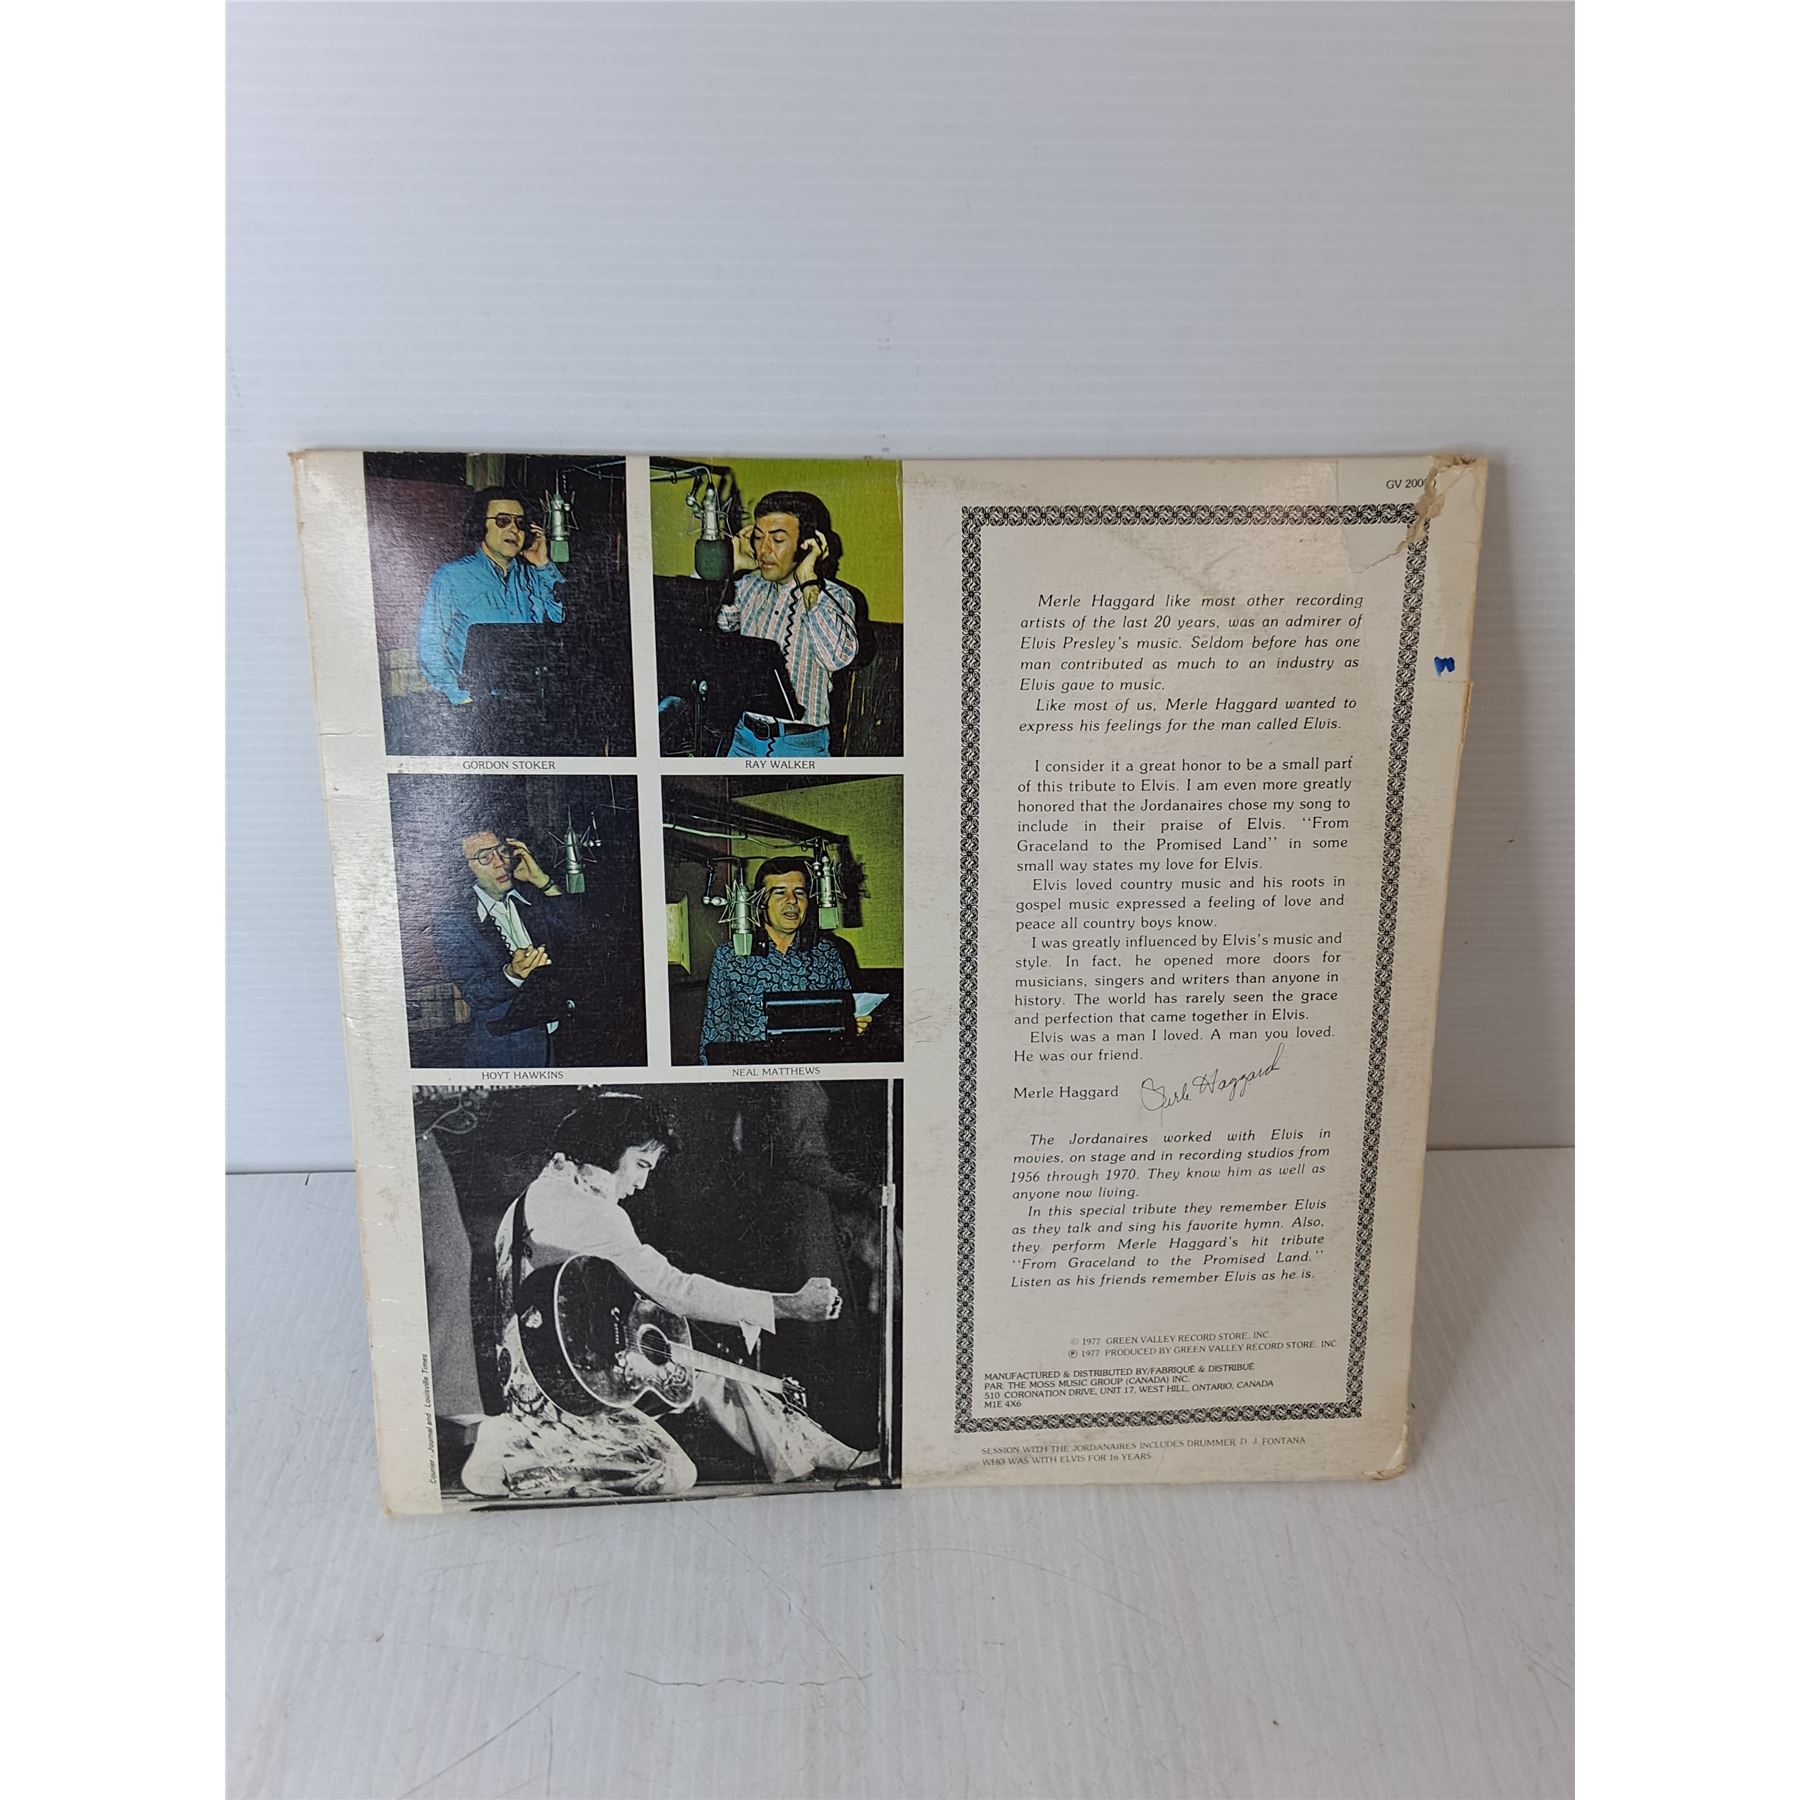 GORDON STOKER
RAY WALKER
HOYT HAWKINS
NEAL MATTHEWS
Courier-Journal and Louisville Times
GV
Merle Haggard like most other recording
artists of the last 20 years, was an admirer of
Elvis Presley's music. Seldom before has one
man contributed as much to an industry as
Elvis gave to music.
Like most of us, Merle Haggard wanted to
express his feelings for the man called Elvis.
I consider it a great honor to be a small part
of this tribute to Elvis. I am even more greatly
honored that the Jordanaires chose my song to
include in their praise of Elvis. "From
Graceland to the Promised Land" in some
small way states my love for Elvis.
Elvis loved country music and his roots in
gospel music expressed a feeling of love and
peace all country boys know.
I was greatly influenced by Elvis's music and
style. In fact, he opened more doors for
musicians, singers and writers than anyone in
history. The world has rarely seen the grace
and perfection that came together in Elvis.
Elvis was a man I loved. A man you loved.
He was our friend.
Merle Haggard Merle Haggard
The Jordanaires worked with Elvis in
movies, on stage and in recording studios from
1956 through 1970. They know him as well as
anyone now living.
In this special tribute they remember Elvis
as they talk and sing his favorite hymn. Also,
they perform Merle Haggard's hit tribute
"From Graceland to the Promised Land."
Listen as his friends remember Elvis as he is.
© 1977 GREEN VALLEY RECORD STORE, INC.
℗ 1977 PRODUCED BY GREEN VALLEY RECORD STORE, INC.
MANUFACTURED & DISTRIBUTED BY/FABRIQUÉ & DISTRIBUÉ
PAR: THE MOSS MUSIC GROUP (CANADA) INC.
510 CORONATION DRIVE, UNIT 17, WEST HILL, ONTARIO, CANADA
M1E 4X6
SESSION WITH THE JORDANAIRES INCLUDES DRUMMER D. J. FONTANA
WHO WAS WITH ELVIS FOR 16 YEARS